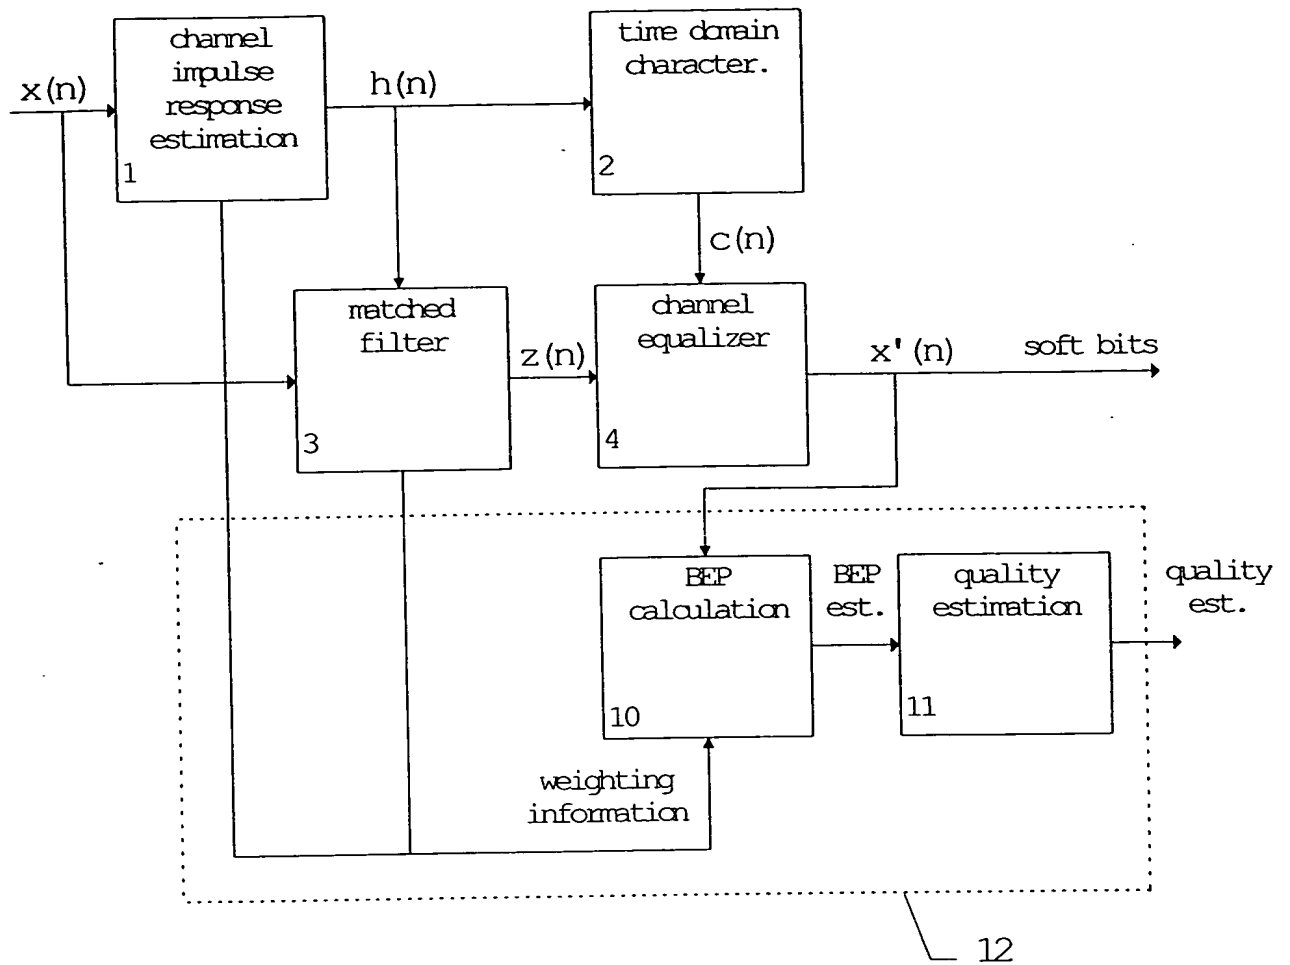 x(n)
channel
impulse
response
estimation
1
h(n)
time domain
character.
2
c(n)
matched
filter
3
z(n)
channel
equalizer
4
x'(n)
soft bits
BEP
calculation
10
BEP
est.
quality
estimation
11
quality
est.
weighting
information
12